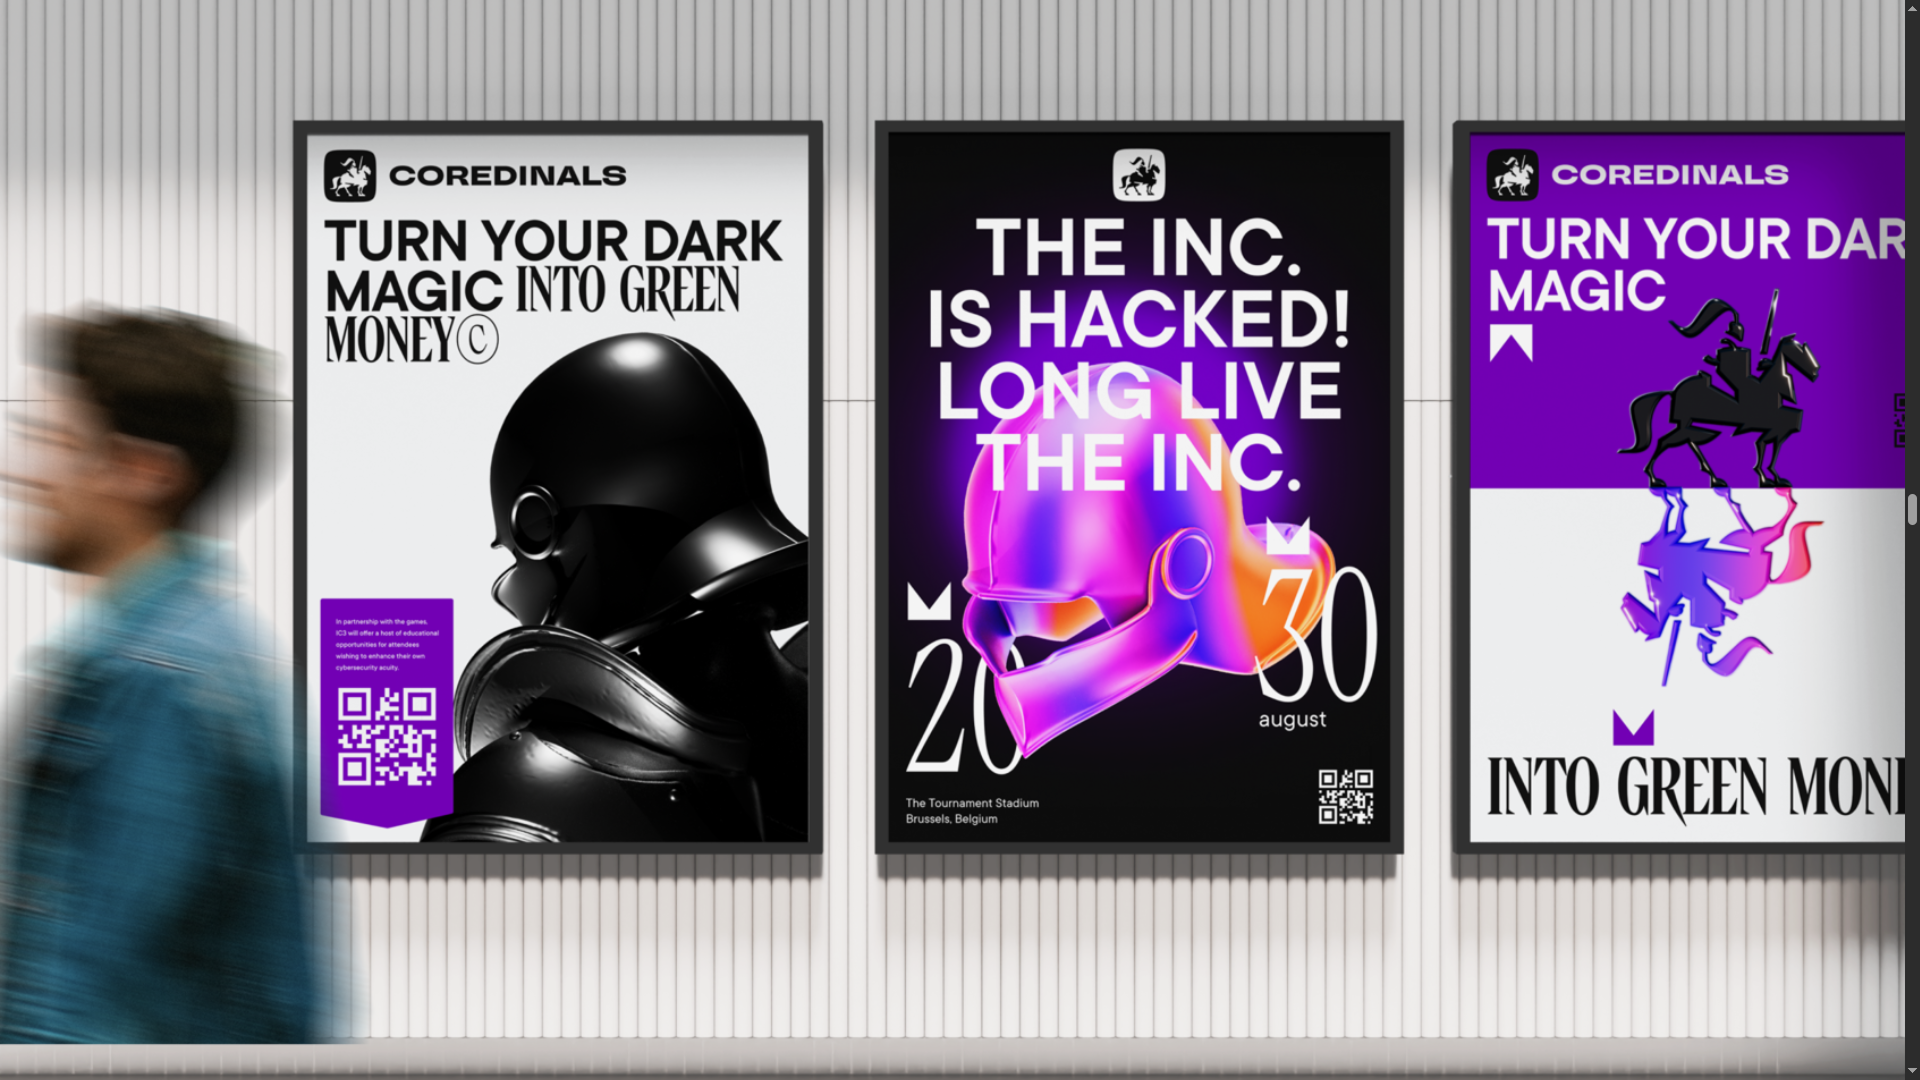 COREDINALS
TURN YOUR DARK
MAGIC INTO GREEN
MONEY©
In partnership with the games,
IC3 will offer a host of educational
opportunities for attendees
wishing to enhance their own
cybersecurity acuity.
THE INC.
IS HACKED!
LONG LIVE
THE INC.
20
30
august
The Tournament Stadium
Brussels, Belgium
COREDINALS
TURN YOUR DAR
MAGIC
INTO GREEN MON